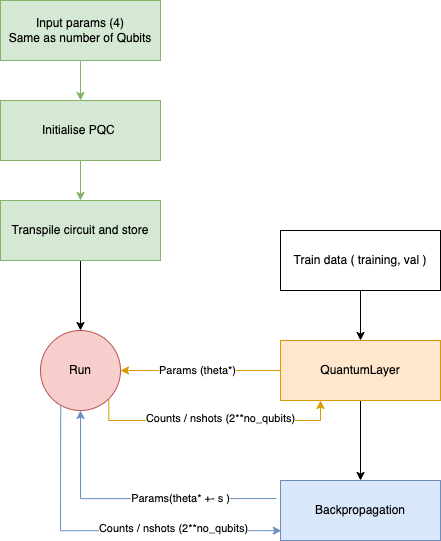 Input params (4)
Same as number of Qubits
Initialise PQC
Transpile circuit and store
Train data ( training, val )
Run
Params (theta*)
QuantumLayer
Counts / nshots (2**no_qubits)
Params(theta* +- s )
Backpropagation
Counts / nshots (2**no_qubits)